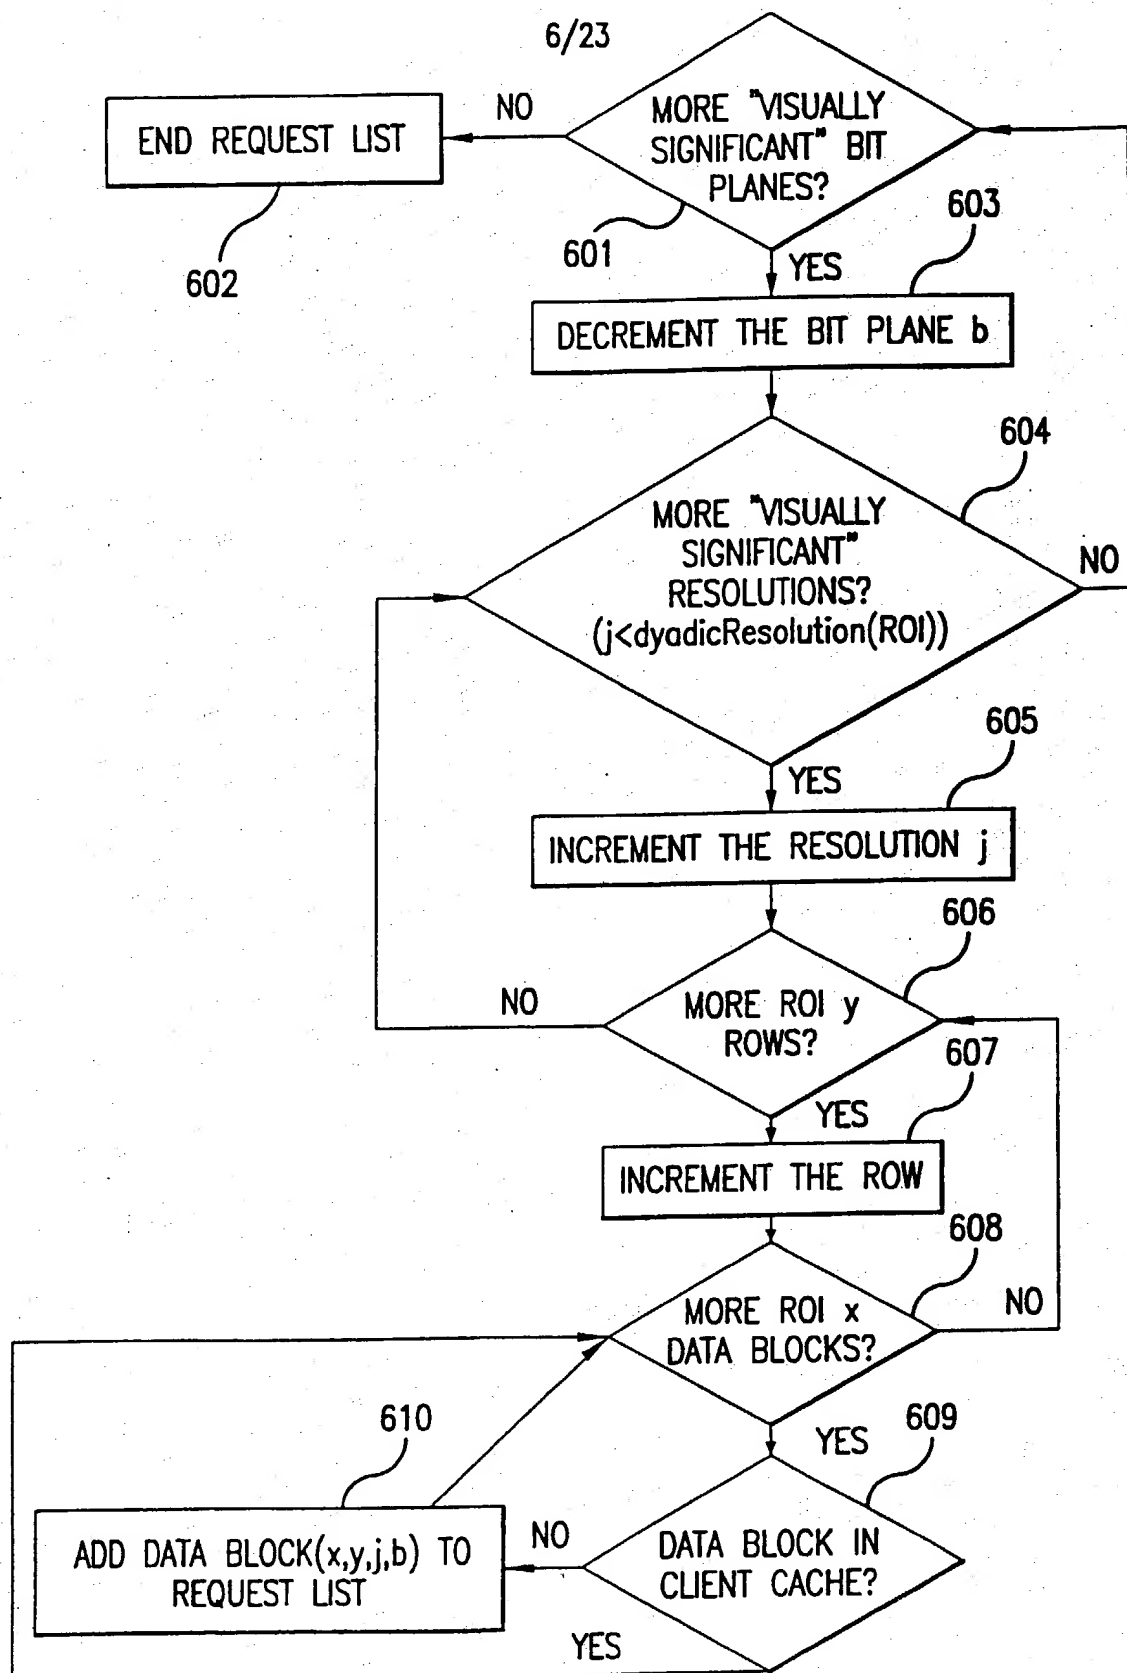 6/23
MORE "VISUALLY
SIGNIFICANT" BIT
PLANES?
NO
END REQUEST LIST
602
601
603
YES
DECREMENT THE BIT PLANE b
604
MORE "VISUALLY
SIGNIFICANT"
RESOLUTIONS?
(j<dyadicResolution(ROI))
NO
605
YES
INCREMENT THE RESOLUTION j
606
NO
MORE ROI y
ROWS?
607
YES
INCREMENT THE ROW
608
MORE ROI x
DATA BLOCKS?
NO
610
609
YES
ADD DATA BLOCK(x,y,j,b) TO
REQUEST LIST
NO
DATA BLOCK IN
CLIENT CACHE?
YES